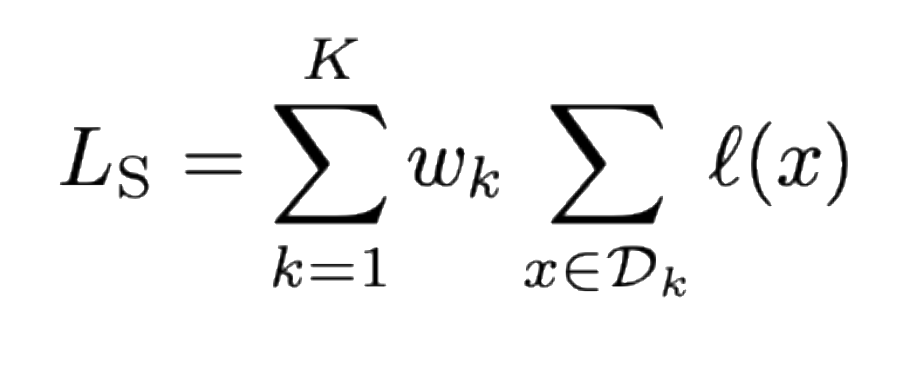 L_S = \sum_{k=1}^{K} w_k \sum_{x \in \mathcal{D}_k} \ell(x)